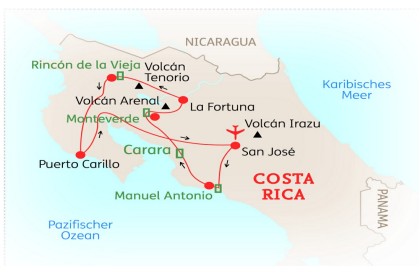 NICARAGUA
Rincón de la Vieja
Volcán
Tenorio
Karibisches
Meer
Volcán Arenal
La Fortuna
Monteverde
Volcán Irazu
Carara
San José
Puerto Carillo
COSTA
RICA
Manuel Antonio
PANAMA
Pazifischer
Ozean